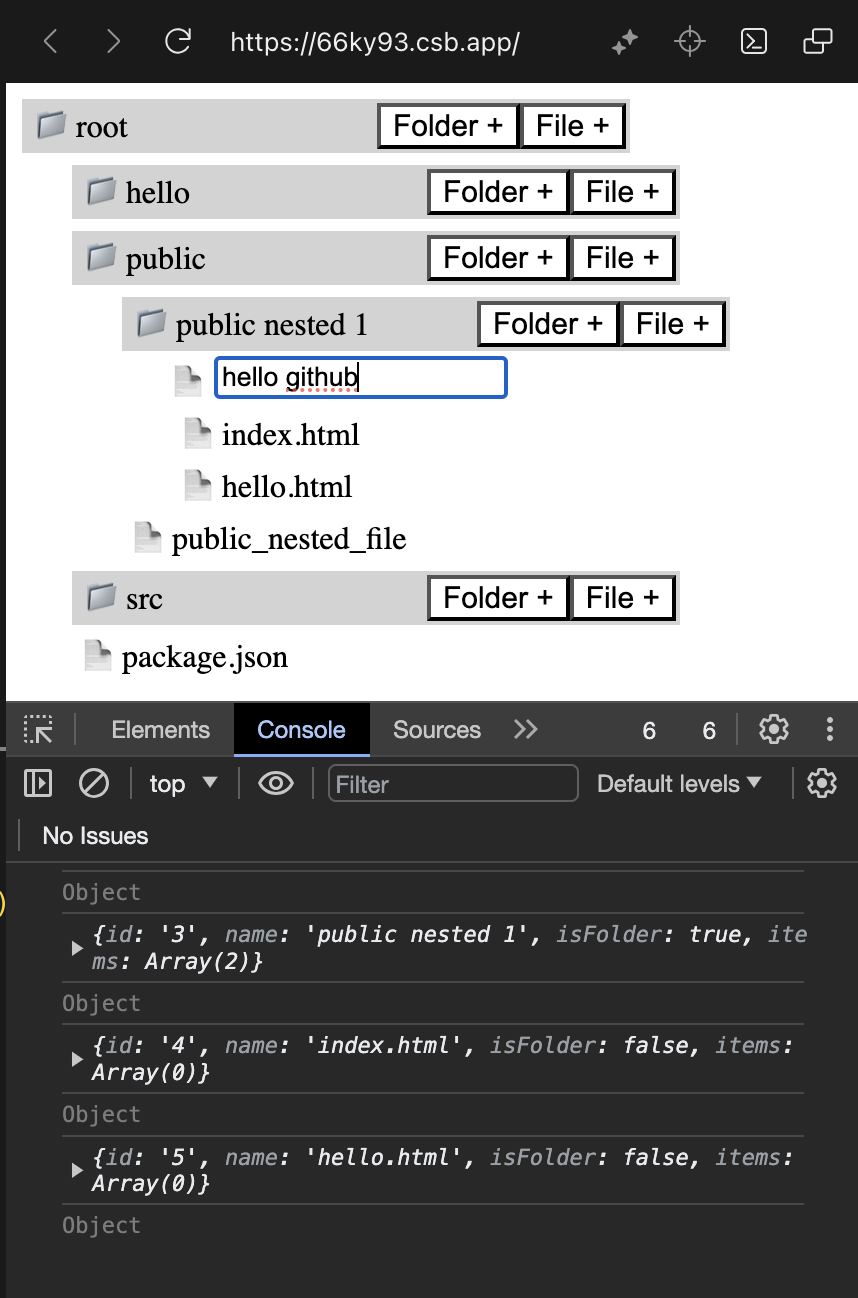 https://66ky93.csb.app/
root Folder + File +
hello Folder + File +
public Folder + File +
public nested 1 Folder + File +
hello github
index.html
hello.html
public_nested_file
src Folder + File +
package.json
Elements Console Sources 6 6
top Filter Default levels
No Issues
Object
{id: '3', name: 'public nested 1', isFolder: true, ite
ms: Array(2)}
Object
{id: '4', name: 'index.html', isFolder: false, items:
Array(0)}
Object
{id: '5', name: 'hello.html', isFolder: false, items:
Array(0)}
Object